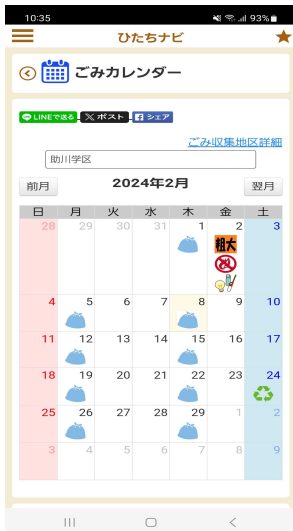 10:35 93%
ひたちナビ
ごみカレンダー
LINEで送る ポスト シェア
ごみ収集地区詳細
助川学区
前月 2024年2月 翌月
日 月 火 水 木 金 土
28 29 30 31 1 2 3
粗大
4 5 6 7 8 9 10
11 12 13 14 15 16 17
18 19 20 21 22 23 24
25 26 27 28 29 1 2
3 4 5 6 7 8 9